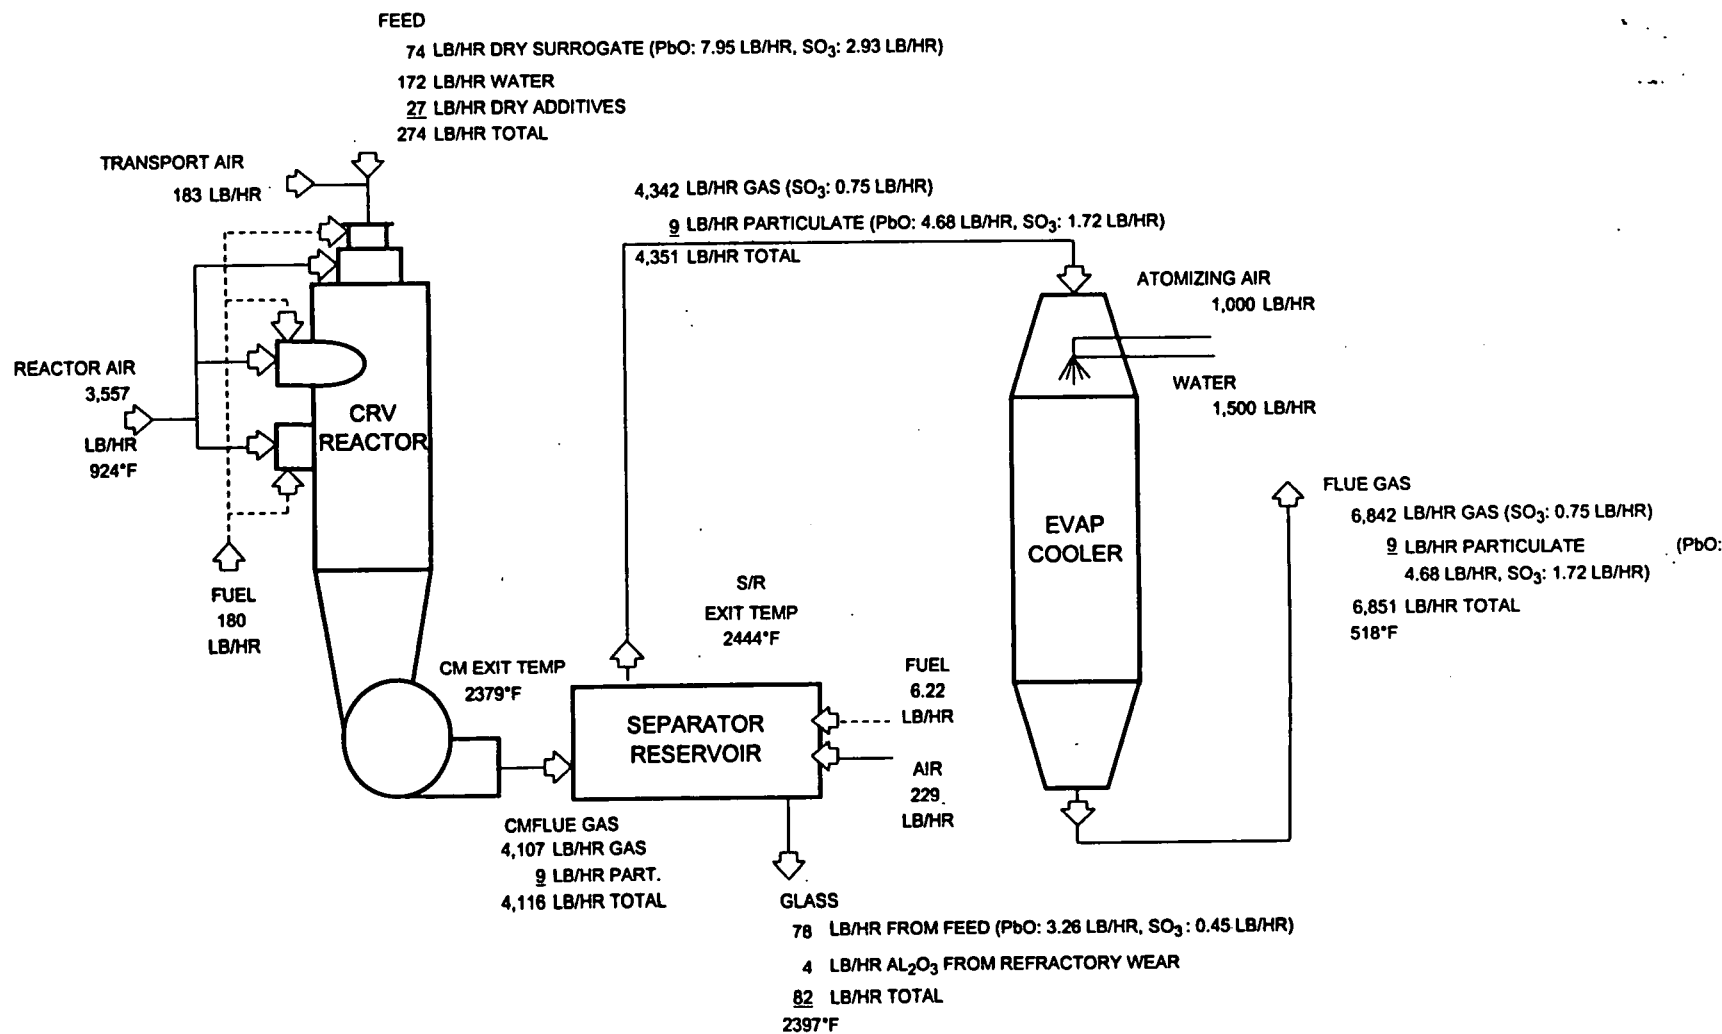 FEED
74 LB/HR DRY SURROGATE (PbO: 7.95 LB/HR, SO₃: 2.93 LB/HR)
172 LB/HR WATER
27 LB/HR DRY ADDITIVES
274 LB/HR TOTAL
TRANSPORT AIR
183 LB/HR
4,342 LB/HR GAS (SO₃: 0.75 LB/HR)
9 LB/HR PARTICULATE (PbO: 4.68 LB/HR, SO₃: 1.72 LB/HR)
4,351 LB/HR TOTAL
ATOMIZING AIR
1,000 LB/HR
WATER
1,500 LB/HR
REACTOR AIR
3,557
LB/HR
924°F
CRV
REACTOR
FUEL
180
LB/HR
EVAP
COOLER
FLUE GAS
6,842 LB/HR GAS (SO₃: 0.75 LB/HR)
9 LB/HR PARTICULATE (PbO:
4.68 LB/HR, SO₃: 1.72 LB/HR)
6,851 LB/HR TOTAL
518°F
S/R
EXIT TEMP
2444°F
CM EXIT TEMP
2379°F
SEPARATOR
RESERVOIR
FUEL
6.22
LB/HR
AIR
229
LB/HR
CMFLUE GAS
4,107 LB/HR GAS
9 LB/HR PART.
4,116 LB/HR TOTAL
GLASS
78 LB/HR FROM FEED (PbO: 3.26 LB/HR, SO₃: 0.45 LB/HR)
4 LB/HR AL₂O₃ FROM REFRACTORY WEAR
82 LB/HR TOTAL
2397°F